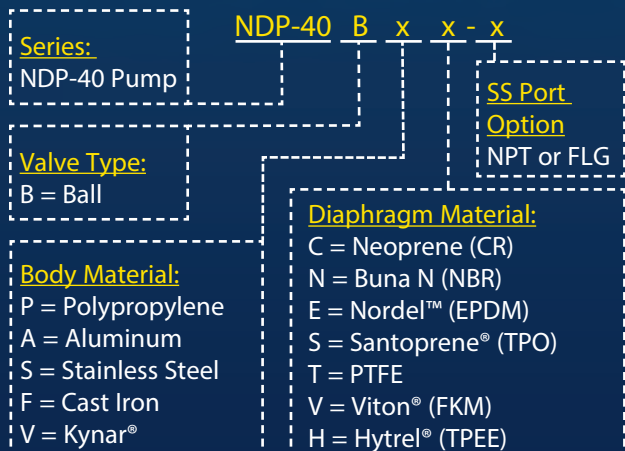 NDP-40 B x x - x
Series:
NDP-40 Pump
SS Port
Option
NPT or FLG
Valve Type:
B = Ball
Diaphragm Material:
C = Neoprene (CR)
N = Buna N (NBR)
E = Nordel™ (EPDM)
S = Santoprene® (TPO)
T = PTFE
V = Viton® (FKM)
H = Hytrel® (TPEE)
Body Material:
P = Polypropylene
A = Aluminum
S = Stainless Steel
F = Cast Iron
V = Kynar®